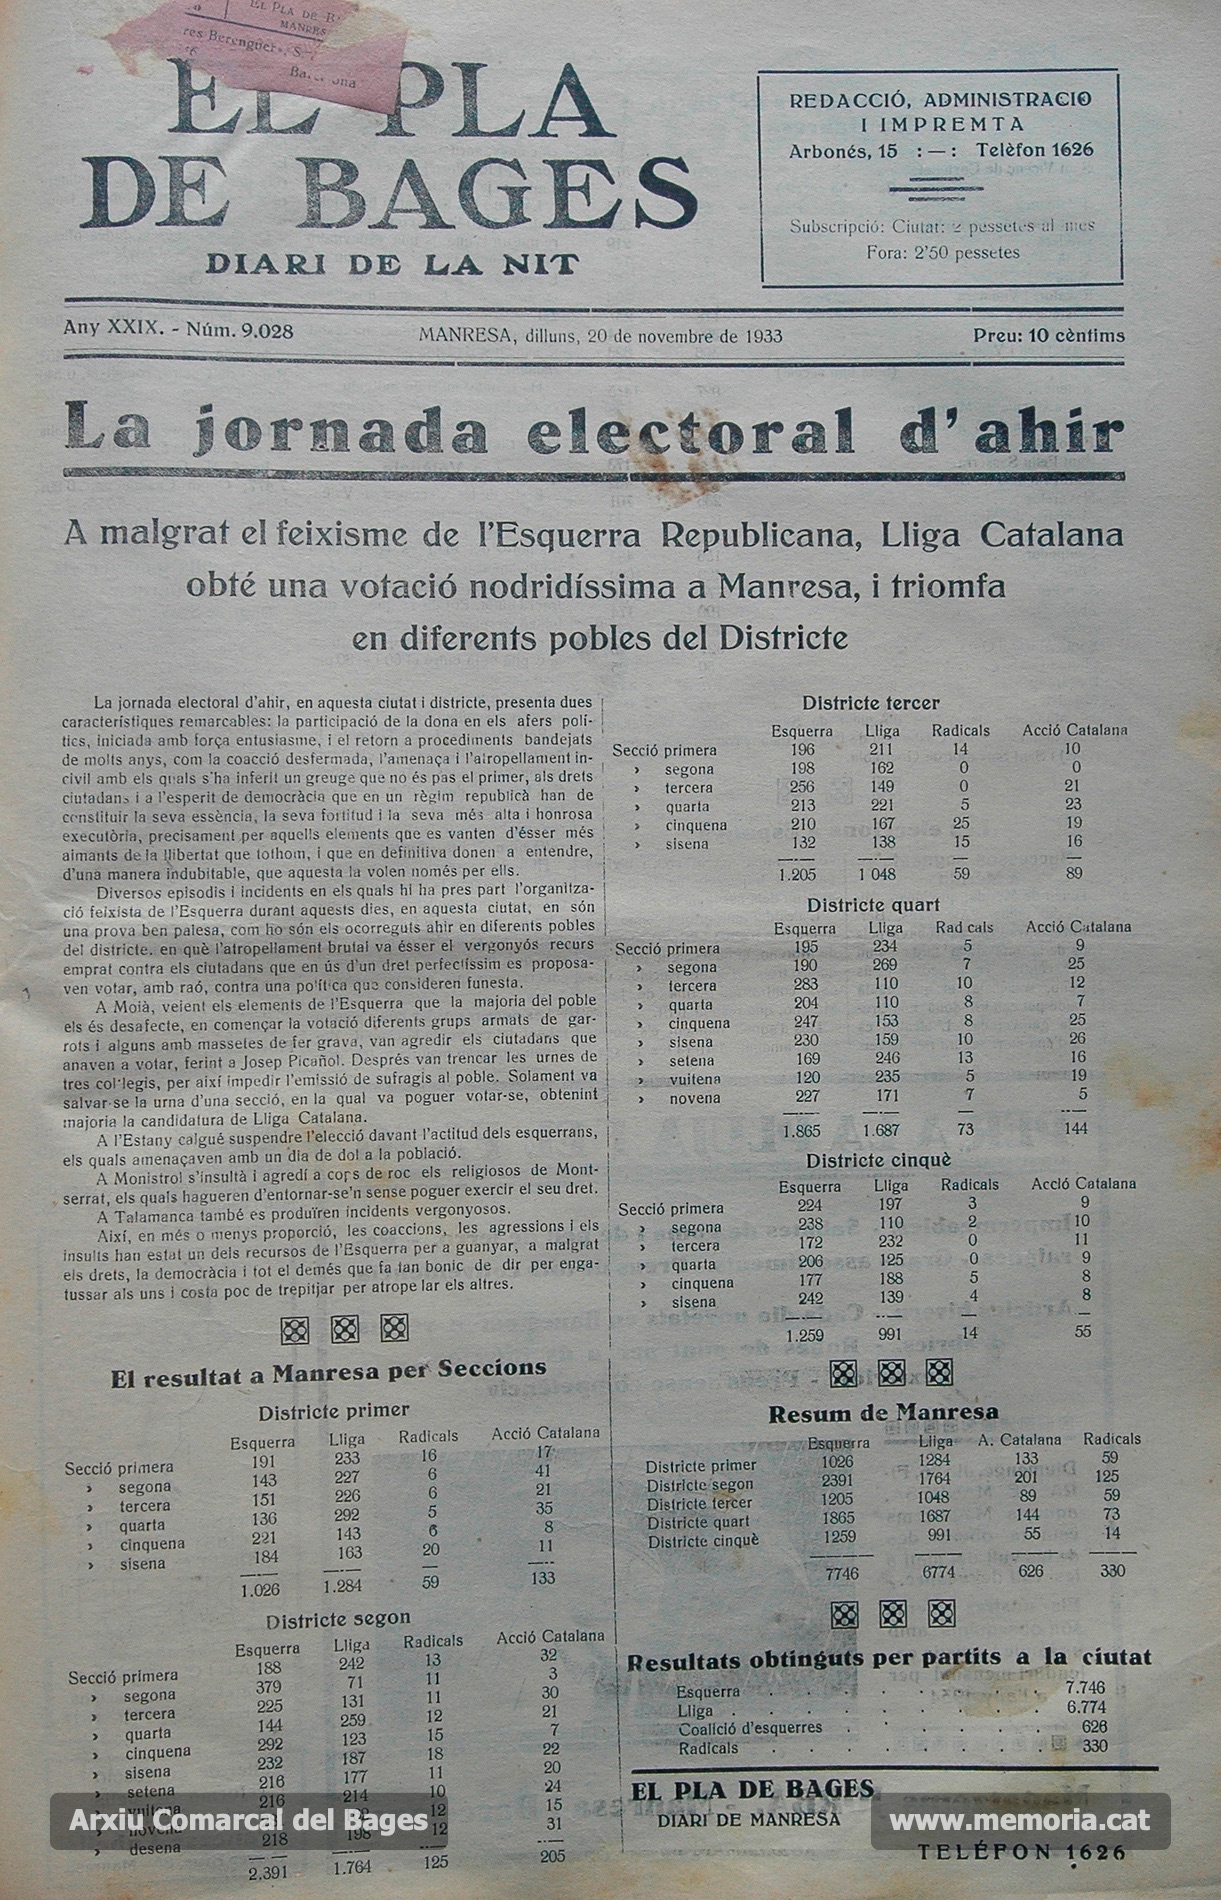 EL PLA DE B
MANRES
res Berenguer, S
Barcelona
EL PLA
DE BAGES
DIARI DE LA NIT
REDACCIÓ, ADMINISTRACIO
I IMPREMTA
Arbonés, 15 :—: Telèfon 1626
Subscripció: Ciutat: 2 pessetes al mes
Fora: 2'50 pessetes
Any XXIX. - Núm. 9.028
MANRESA, dilluns, 20 de novembre de 1933
Preu: 10 cèntims
La jornada electoral d'ahir
A malgrat el feixisme de l'Esquerra Republicana, Lliga Catalana
obté una votació nodridíssima a Manresa, i triomfa
en diferents pobles del Districte
La jornada electoral d'ahir, en aquesta ciutat i districte, presenta dues
característiques remarcables: la participació de la dona en els afers polí-
tics, iniciada amb força entusiasme, i el retorn a procediments bandejats
de molts anys, com la coacció desfermada, l'amenaça i l'atropellament in-
civil amb els quals s'ha inferit un greuge que no és pas el primer, als drets
ciutadans i a l'esperit de democràcia que en un règim republicà han de
constituir la seva essència, la seva fortitud i la seva més alta i honrosa
executòria, precisament per aquells elements que es vanten d'ésser més
aimants de la llibertat que tothom, i que en definitiva donen a entendre,
d'una manera indubitable, que aquesta la volen només per ells.
Diversos episodis i incidents en els quals hi ha pres part l'organitza-
ció feixista de l'Esquerra durant aquests dies, en aquesta ciutat, en són
una prova ben palesa, com ho són els ocorreguts ahir en diferents pobles
del districte. en què l'atropellament brutal va ésser el vergonyós recurs
emprat contra els ciutadans que en ús d'un dret perfectíssim es proposa-
ven votar, amb raó, contra una política que consideren funesta.
A Moià, veient els elements de l'Esquerra que la majoria del poble
els és desafecte, en començar la votació diferents grups armats de gar-
rots i alguns amb massetes de fer grava, van agredir els ciutadans que
anaven a votar, ferint a Josep Picañol. Després van trencar les urnes de
tres col·legis, per així impedir l'emissió de sufragis al poble. Solament va
salvar-se la urna d'una secció, en la qual va poguer votar-se, obtenint
majoria la candidatura de Lliga Catalana.
A l'Estany calgué suspendre l'elecció davant l'actitud dels esquerrans,
els quals amenaçaven amb un dia de dol a la població.
A Monistrol s'insultà i agredí a cops de roc els religiosos de Mont-
serrat, els quals hagueren d'entornar-se'n sense poguer exercir el seu dret.
A Talamanca també es produïren incidents vergonyosos.
Així, en més o menys proporció, les coaccions, les agressions i els
insults han estat un dels recursos de l'Esquerra per a guanyar, a malgrat
els drets, la democràcia i tot el demés que fa tan bonic de dir per enga-
tussar als uns i costa poc de trepitjar per atrope lar els altres.
El resultat a Manresa per Seccions
Districte primer
Esquerra Lliga Radicals Acció Catalana
Secció primera 191 233 16 17
› segona 143 227 6 41
› tercera 151 226 6 21
› quarta 136 292 5 35
› cinquena 221 143 6 8
› sisena 184 163 20 11
1.026 1.284 59 133
Districte segon
Esquerra Lliga Radicals Acció Catalana
Secció primera 188 242 13 32
› segona 379 71 11 3
› tercera 225 131 11 30
› quarta 144 259 12 21
› cinquena 292 123 15 7
› sisena 232 187 18 22
› setena 216 177 11 20
› vuitena 216 214 10 24
› novena 12 15
› desena 218 198 12 31
2.391 1.764 125 205
Districte tercer
Esquerra Lliga Radicals Acció Catalana
Secció primera 196 211 14 10
› segona 198 162 0 0
› tercera 256 149 0 21
› quarta 213 221 5 23
› cinquena 210 167 25 19
› sisena 132 138 15 16
1.205 1 048 59 89
Districte quart
Esquerra Lliga Rad cals Acció Catalana
Secció primera 195 234 5 9
› segona 190 269 7 25
› tercera 283 110 10 12
› quarta 204 110 8 7
› cinquena 247 153 8 25
› sisena 230 159 10 26
› setena 169 246 13 16
› vuitena 120 235 5 19
› novena 227 171 7 5
1.865 1.687 73 144
Districte cinquè
Esquerra Lliga Radicals Acció Catalana
Secció primera 224 197 3 9
› segona 238 110 2 10
› tercera 172 232 0 11
› quarta 206 125 0 9
› cinquena 177 188 5 8
› sisena 242 139 4 8
1.259 991 14 55
Resum de Manresa
Esquerra Lliga A. Catalana Radicals
Districte primer 1026 1284 133 59
Districte segon 2391 1764 201 125
Districte tercer 1205 1048 89 59
Districte quart 1865 1687 144 73
Districte cinquè 1259 991 55 14
7746 6774 626 330
Resultats obtinguts per partits a la ciutat
Esquerra . . . . . . . . 7.746
Lliga . . . . . . . . . 6.774
Coalició d'esquerres . . . . . 626
Radicals . . . . . . . . 330
EL PLA DE BAGES
DIARI DE MANRESA
TELÉFON 1626
Arxiu Comarcal del Bages
www.memoria.cat